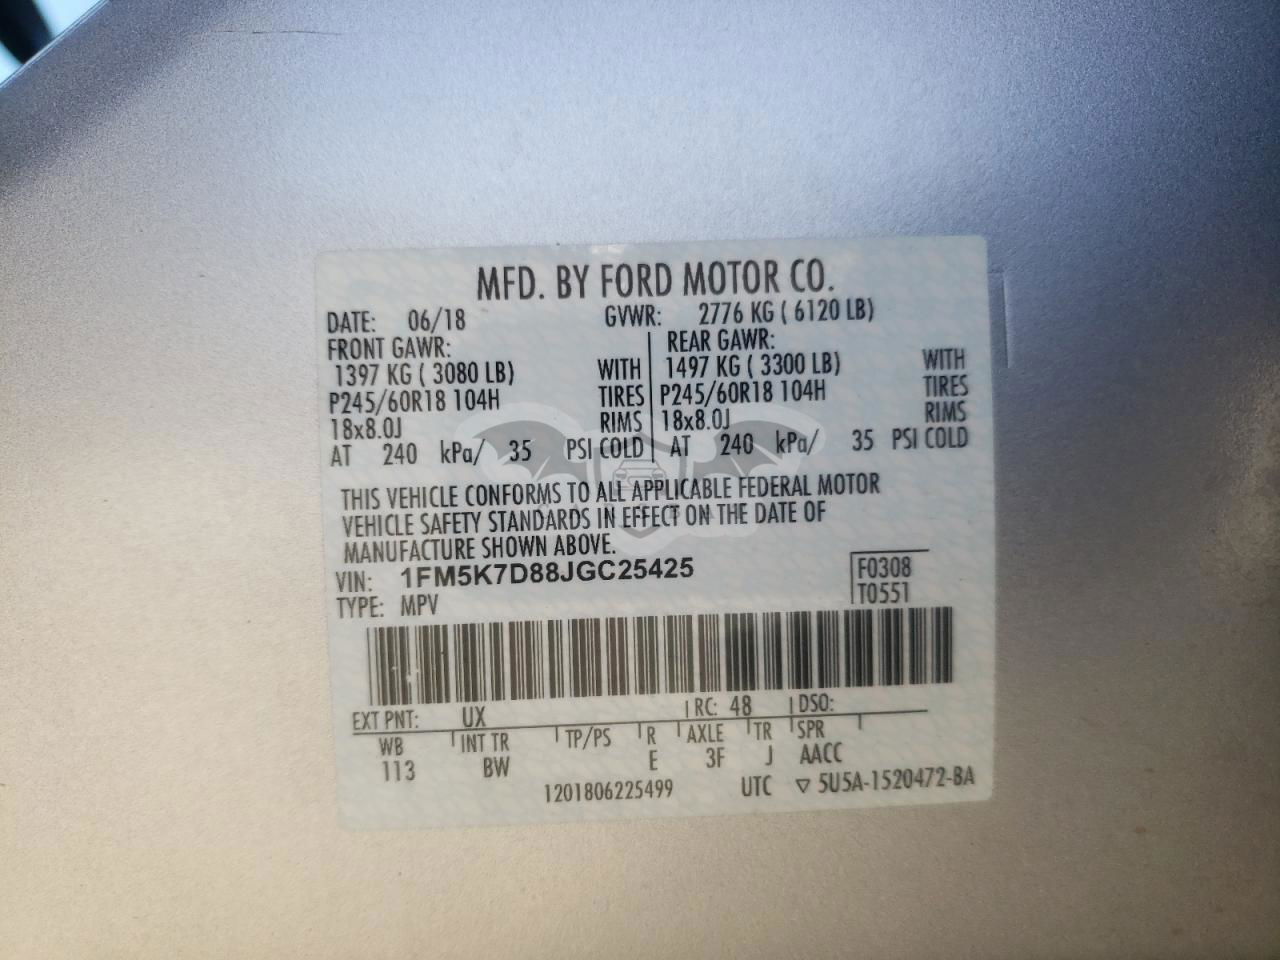 MFD. BY FORD MOTOR CO.
DATE: 06/18 GVWR: 2776 KG ( 6120 LB)
FRONT GAWR: REAR GAWR:
1397 KG ( 3080 LB) WITH 1497 KG ( 3300 LB) WITH
P245/60R18 104H TIRES P245/60R18 104H TIRES
18x8.0J RIMS 18x8.0J RIMS
AT 240 kPa/ 35 PSI COLD AT 240 kPa/ 35 PSI COLD
THIS VEHICLE CONFORMS TO ALL APPLICABLE FEDERAL MOTOR
VEHICLE SAFETY STANDARDS IN EFFECT ON THE DATE OF
MANUFACTURE SHOWN ABOVE.
VIN: 1FM5K7D88JGC25425 F0308
TYPE: MPV T0551
EXT PNT: UX RC: 48 DSO:
WB INT TR TP/PS R AXLE TR SPR
113 BW E 3F J AACC
1201806225499 UTC ▽ 5U5A-1520472-BA